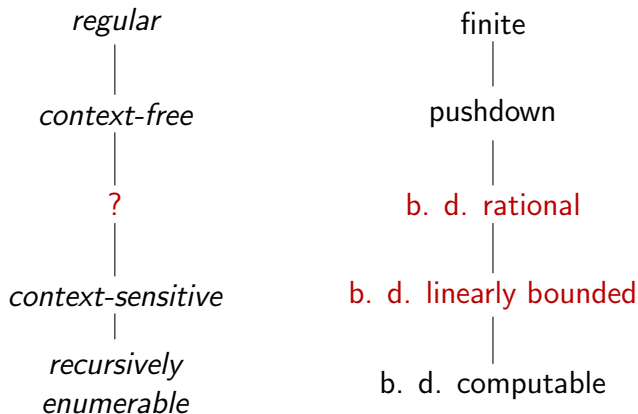 regular
context-free
?
context-sensitive
recursively
enumerable
finite
pushdown
b. d. rational
b. d. linearly bounded
b. d. computable